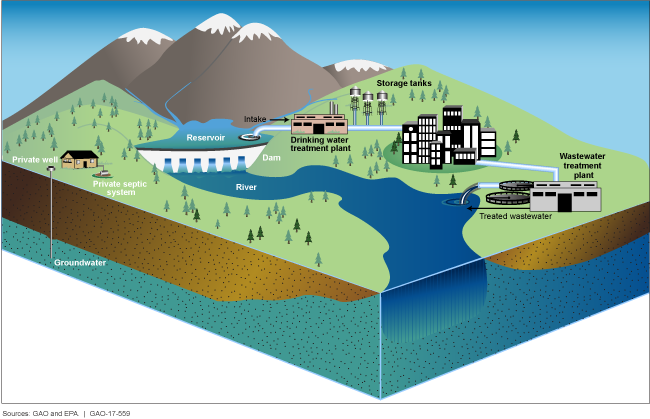 Storage tanks
Intake
Reservoir
Drinking water
treatment plant
Dam
Private well
Private septic
system
River
Wastewater
treatment
plant
Treated wastewater
Groundwater
Sources: GAO and EPA. | GAO-17-559